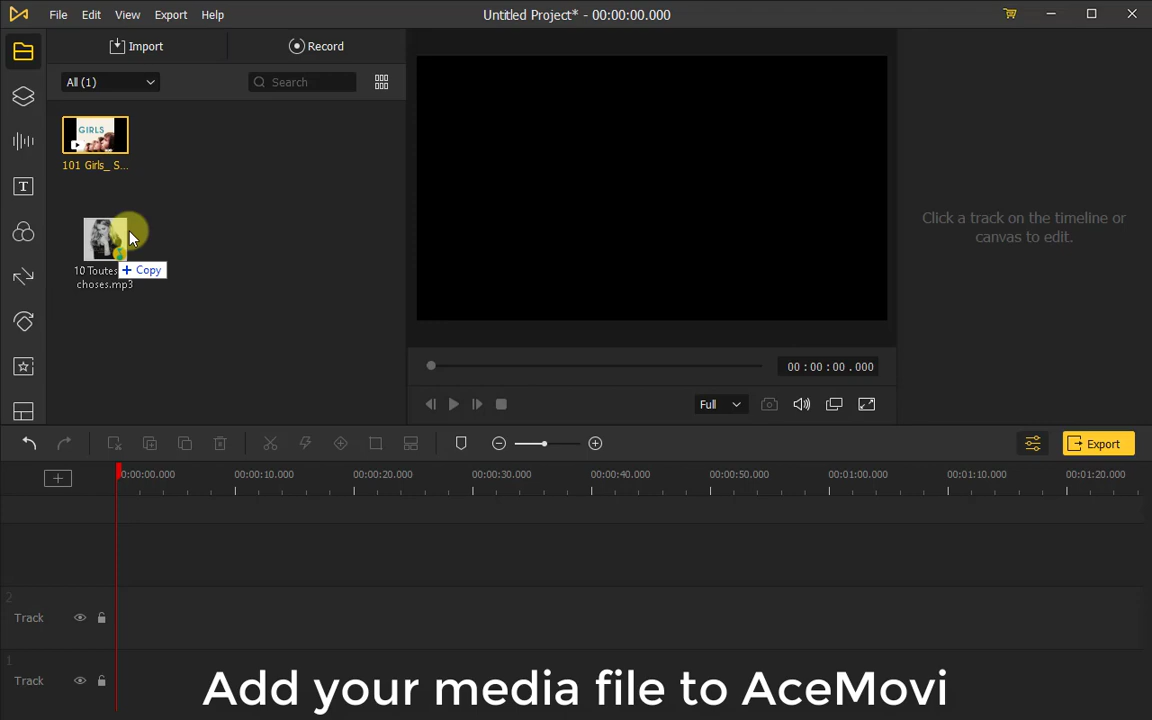 File Edit View Export Help
Untitled Project* - 00:00:00.000
Import
Record
All (1)
Search
GIRLS
101 Girls_ S...
10 Toutes
choses.mp3
+ Copy
Click a track on the timeline or
canvas to edit.
00:00:00.000
Full
Export
0:00:00.000 00:00:10.000 00:00:20.000 00:00:30.000 00:00:40.000 00:00:50.000 00:01:00.000 00:01:10.000 00:01:20.000
2
Track
1
Track
Add your media file to AceMovi